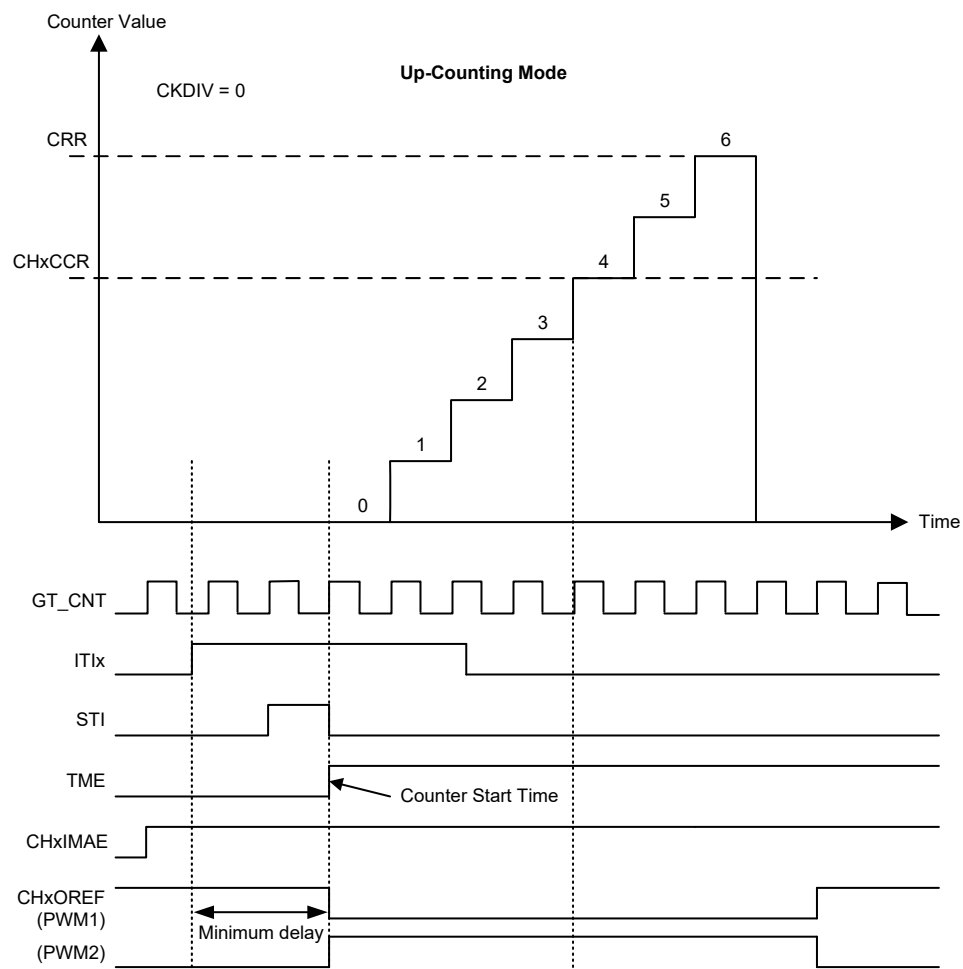 Counter Value
Up-Counting Mode
CKDIV = 0
CRR
6
5
CHxCCR
4
3
2
1
0
Time
GT_CNT
ITIx
STI
TME
Counter Start Time
CHxIMAE
CHxOREF
(PWM1)
Minimum delay
(PWM2)